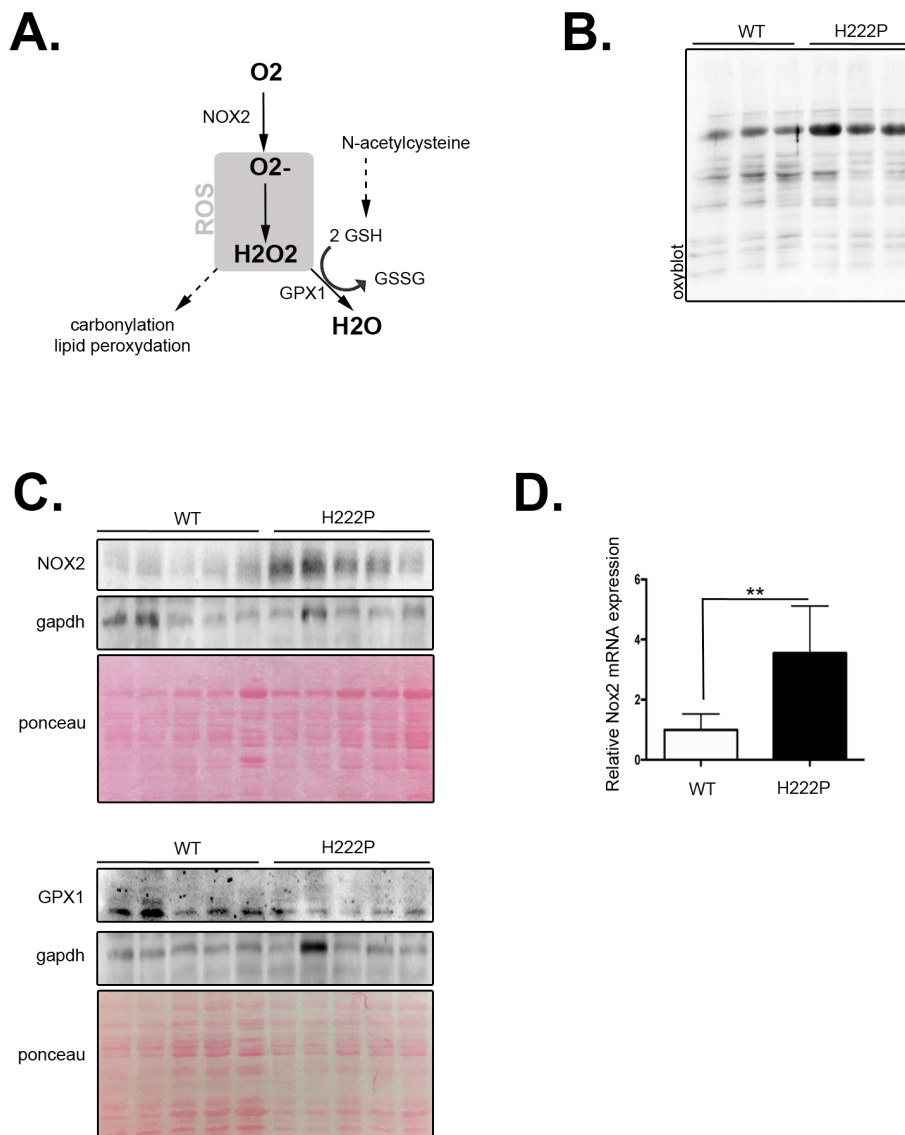 A.
O2
NOX2
N-acetylcysteine
O2-
ROS
2 GSH
H2O2
GSSG
GPX1
H2O
carbonylation
lipid peroxydation
B.
WT H222P
oxyblot
C.
WT H222P
NOX2
gapdh
ponceau
WT H222P
GPX1
gapdh
ponceau
D.
Relative Nox2 mRNA expression
6
**
4
2
0
WT H222P